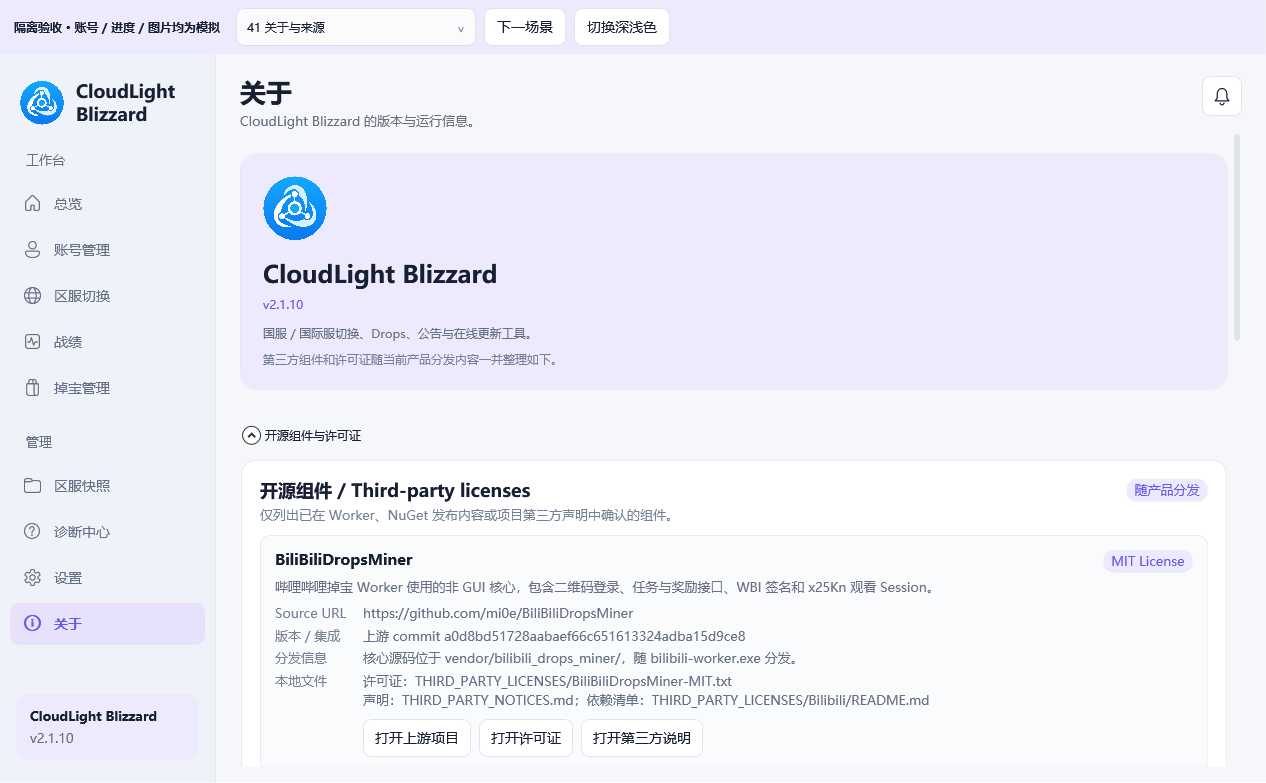 隔离验收・账号 / 进度 / 图片均为模拟
41 关于与来源
下一场景
切换深浅色
CloudLight
Blizzard
工作台
总览
账号管理
区服切换
战绩
掉宝管理
管理
区服快照
诊断中心
设置
关于
CloudLight Blizzard
v2.1.10
关于
CloudLight Blizzard 的版本与运行信息。
CloudLight Blizzard
v2.1.10
国服 / 国际服切换、Drops、公告与在线更新工具。
第三方组件和许可证随当前产品分发内容一并整理如下。
开源组件与许可证
开源组件 / Third-party licenses
随产品分发
仅列出已在 Worker、NuGet 发布内容或项目第三方声明中确认的组件。
BiliBiliDropsMiner
MIT License
哔哩哔哩掉宝 Worker 使用的非 GUI 核心，包含二维码登录、任务与奖励接口、WBI 签名和 x25Kn 观看 Session。
Source URL https://github.com/mi0e/BiliBiliDropsMiner
版本 / 集成 上游 commit a0d8bd51728aabaef66c651613324adba15d9ce8
分发信息 核心源码位于 vendor/bilibili_drops_miner/，随 bilibili-worker.exe 分发。
本地文件 许可证：THIRD_PARTY_LICENSES/BiliBiliDropsMiner-MIT.txt
声明：THIRD_PARTY_NOTICES.md；依赖清单：THIRD_PARTY_LICENSES/Bilibili/README.md
打开上游项目
打开许可证
打开第三方说明